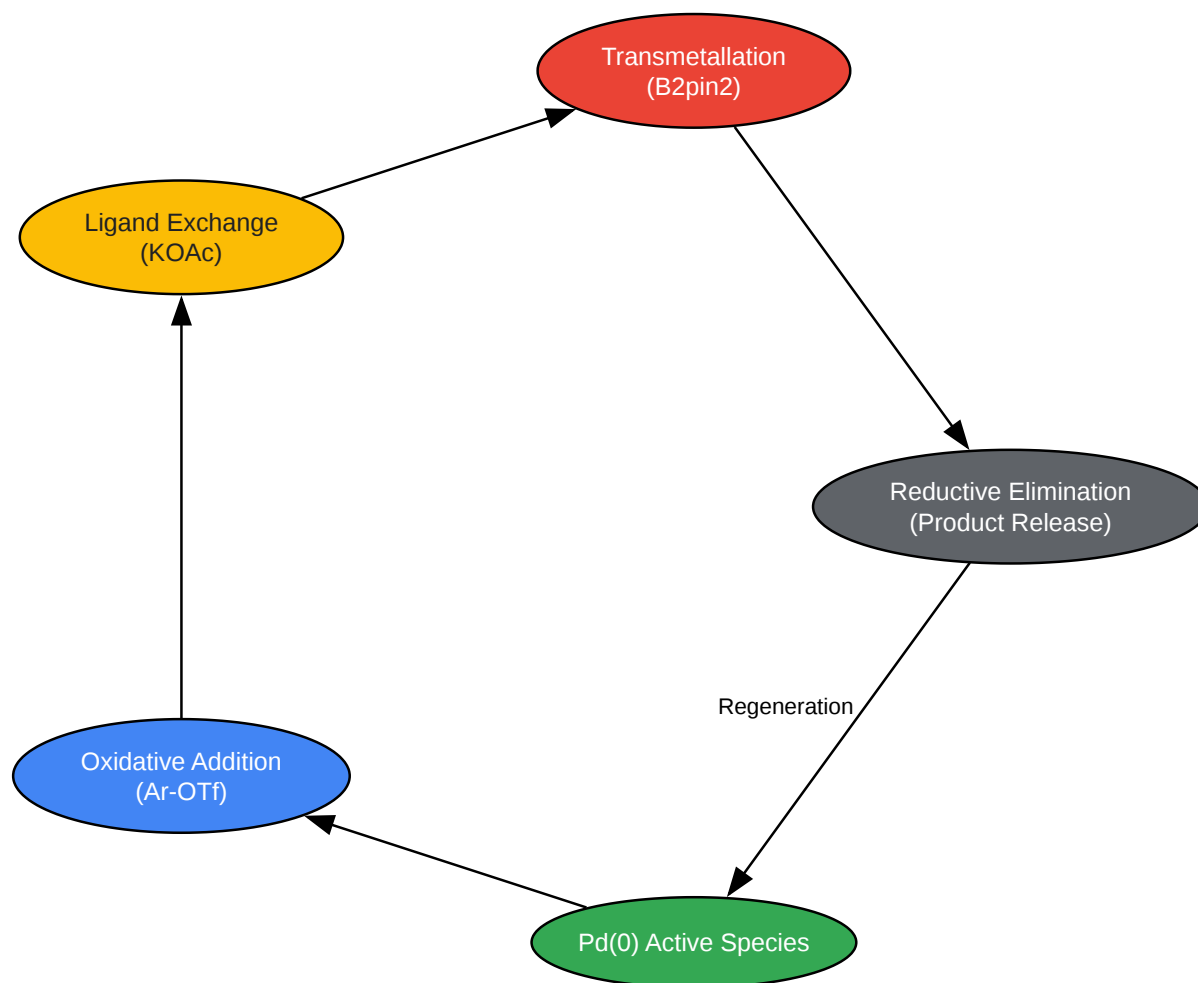 Transmetallation
(B2pin2)
Ligand Exchange
(KOAc)
Reductive Elimination
(Product Release)
Regeneration
Oxidative Addition
(Ar-OTf)
Pd(0) Active Species